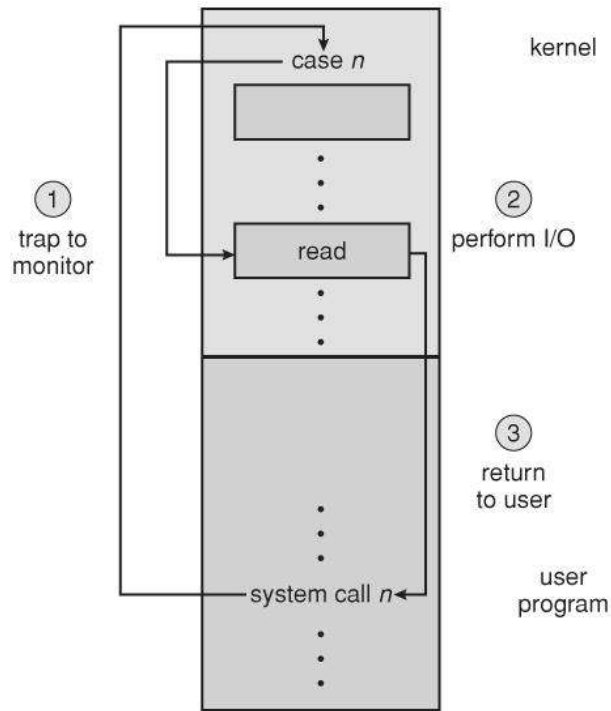 kernel
case n
1
trap to
monitor
2
perform I/O
read
3
return
to user
system call n
user
program